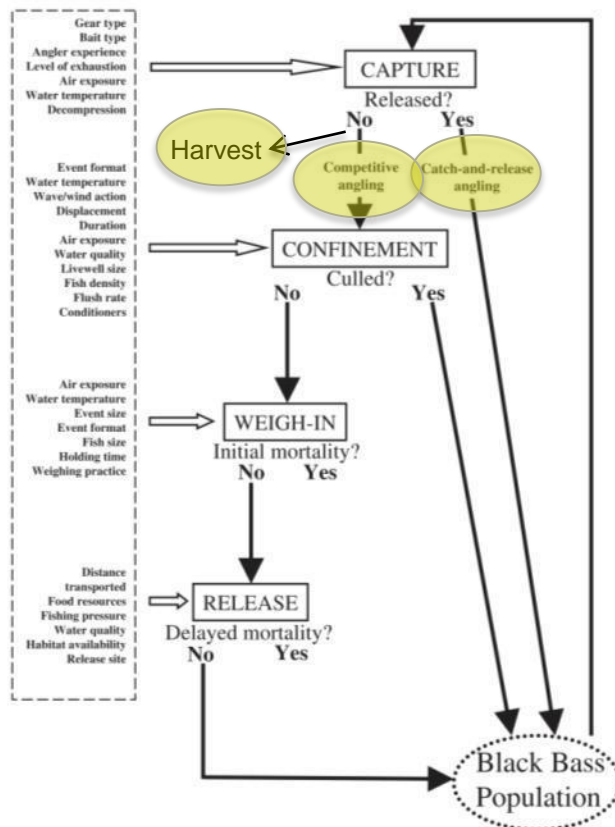 Gear type
Bait type
Angler experience
Level of exhaustion
Air exposure
Water temperature
Decompression
CAPTURE
Released?
No
Yes
Harvest
Competitive
angling
Catch-and-release
angling
Event format
Water temperature
Wave/wind action
Displacement
Duration
Air exposure
Water quality
Livewell size
Fish density
Flush rate
Conditioners
CONFINEMENT
Culled?
No
Yes
Air exposure
Water temperature
Event size
Event format
Fish size
Holding time
Weighing practice
WEIGH-IN
Initial mortality?
No
Yes
Distance
transported
Food resources
Fishing pressure
Water quality
Habitat availability
Release site
RELEASE
Delayed mortality?
No
Yes
Black Bass
Population